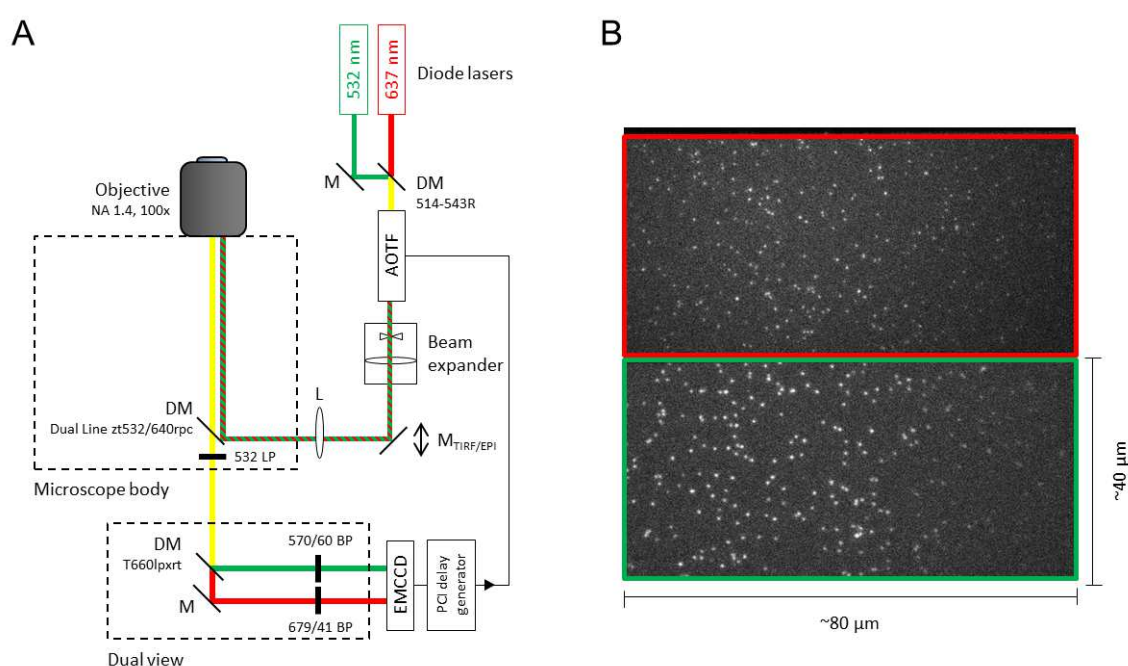 A
532 nm
637 nm
Diode lasers
M
DM
514-543R
Objective
NA 1.4, 100x
AOTF
Beam
expander
L
DM
Dual Line zt532/640rpc
M TIRF/EPI
532 LP
Microscope body
DM
T660lpxrt
570/60 BP
M
679/41 BP
EMCCD
PCI delay
generator
Dual view
B
~40 µm
~80 µm